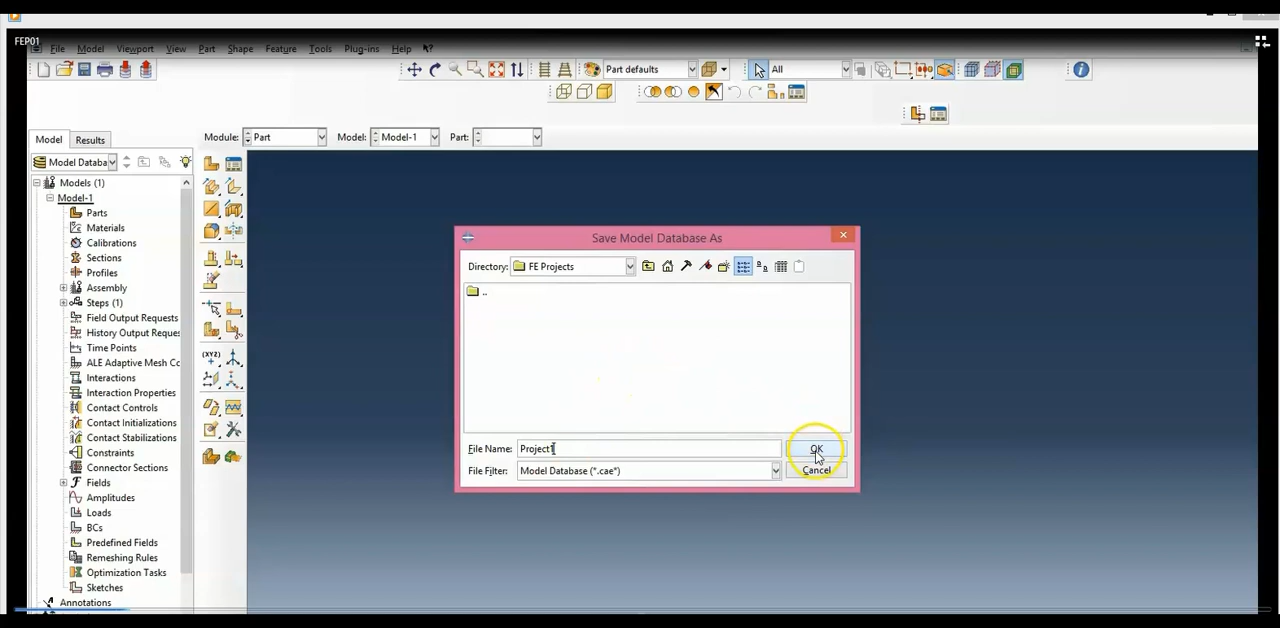 FEP01
File Model Viewport View Part Shape Feature Tools Plug-ins Help
Part defaults All
Module: Part Model: Model-1 Part:
Model Results
Model Databa
Models (1)
Model-1
Parts
Materials
Calibrations
Sections
Profiles
Assembly
Steps (1)
Field Output Requests
History Output Reques
Time Points
ALE Adaptive Mesh Co
Interactions
Interaction Properties
Contact Controls
Contact Initializations
Contact Stabilizations
Constraints
Connector Sections
Fields
Amplitudes
Loads
BCs
Predefined Fields
Remeshing Rules
Optimization Tasks
Sketches
Annotations
(XYZ)
Save Model Database As
Directory: FE Projects
..
File Name: Project1 OK
File Filter: Model Database (*.cae*) Cancel